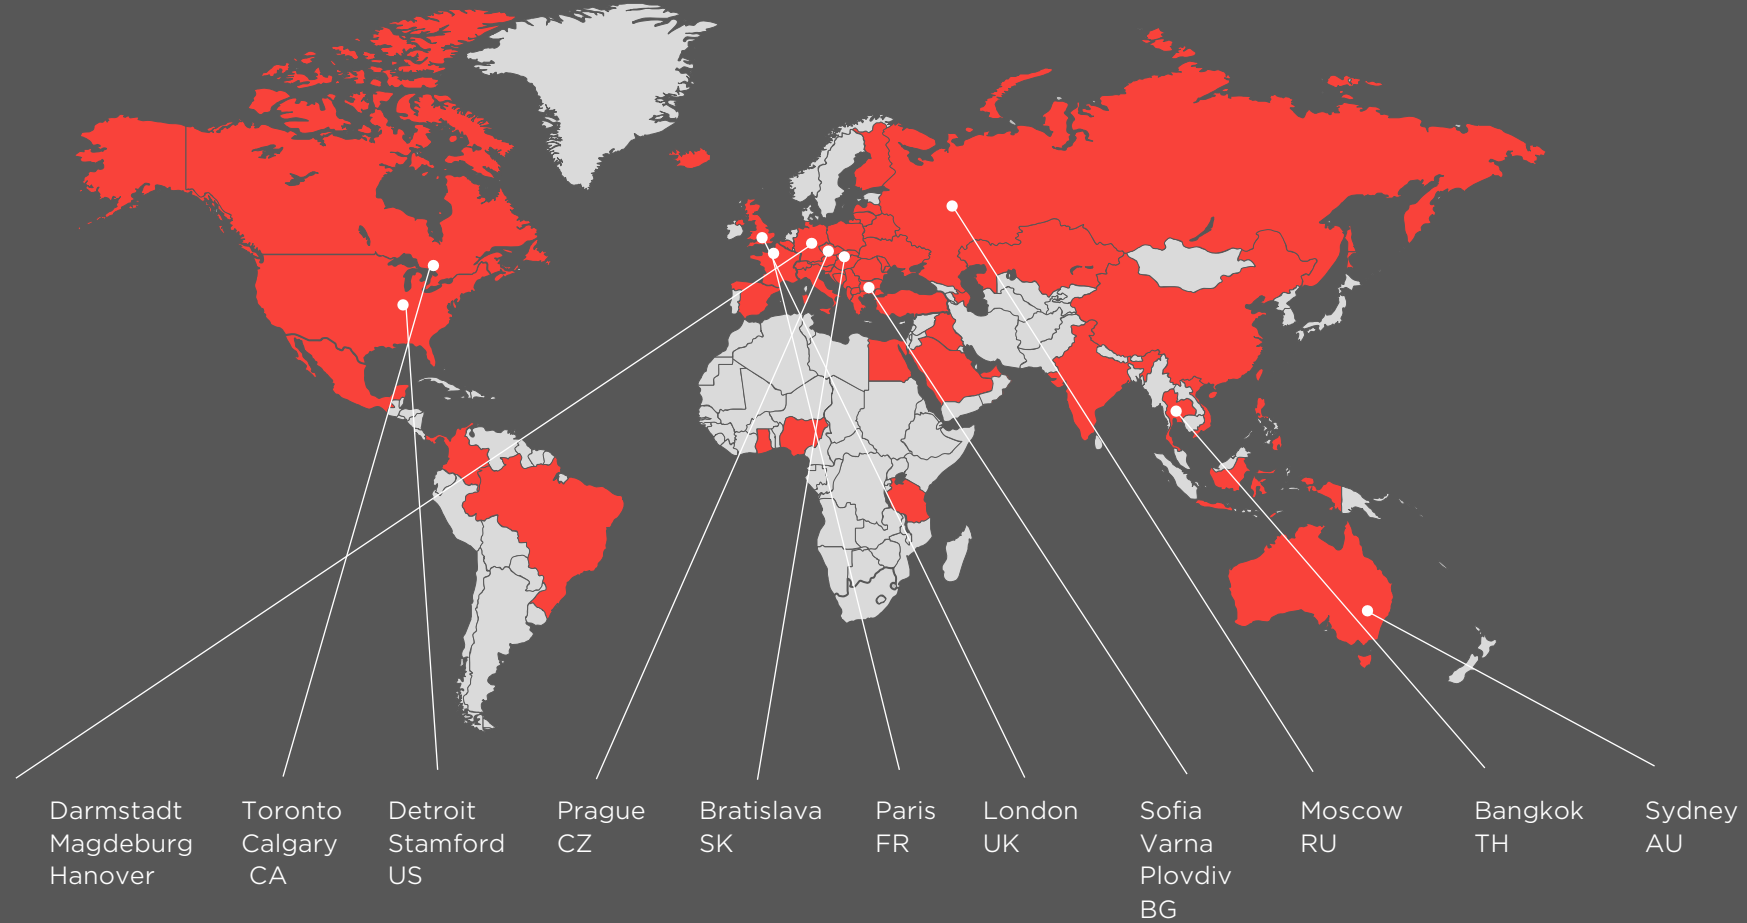 Darmstadt
Magdeburg
Hanover
Toronto
Calgary
CA
Detroit
Stamford
US
Prague
CZ
Bratislava
SK
Paris
FR
London
UK
Sofia
Varna
Plovdiv
BG
Moscow
RU
Bangkok
TH
Sydney
AU